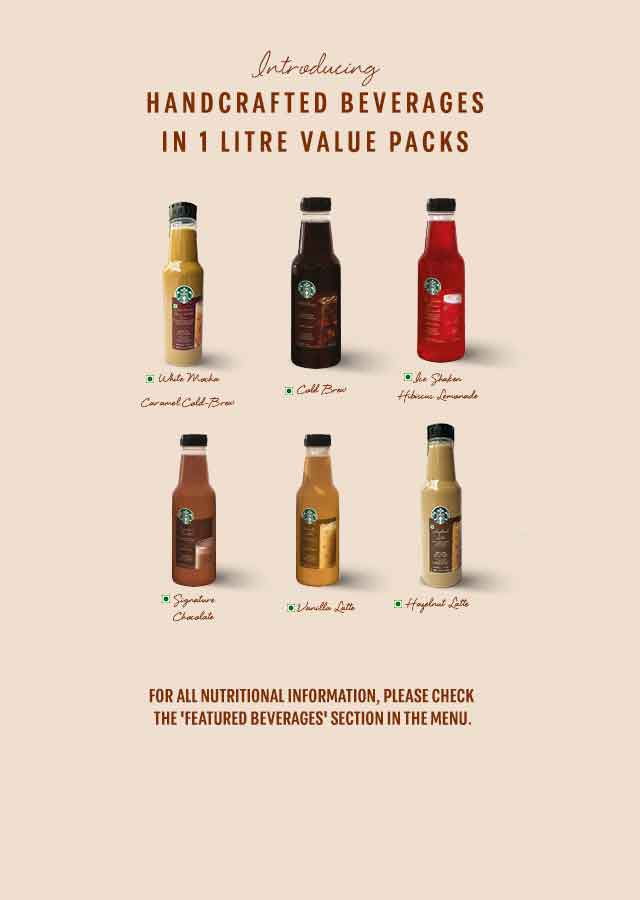 Introducing
HANDCRAFTED BEVERAGES
IN 1 LITRE VALUE PACKS
White Mocha
Caramel Cold-Brew
Cold Brew
Ice Shaken
Hibiscus Lemonade
Signature
Chocolate
Vanilla Latte
Hazelnut Latte
FOR ALL NUTRITIONAL INFORMATION, PLEASE CHECK
THE 'FEATURED BEVERAGES' SECTION IN THE MENU.